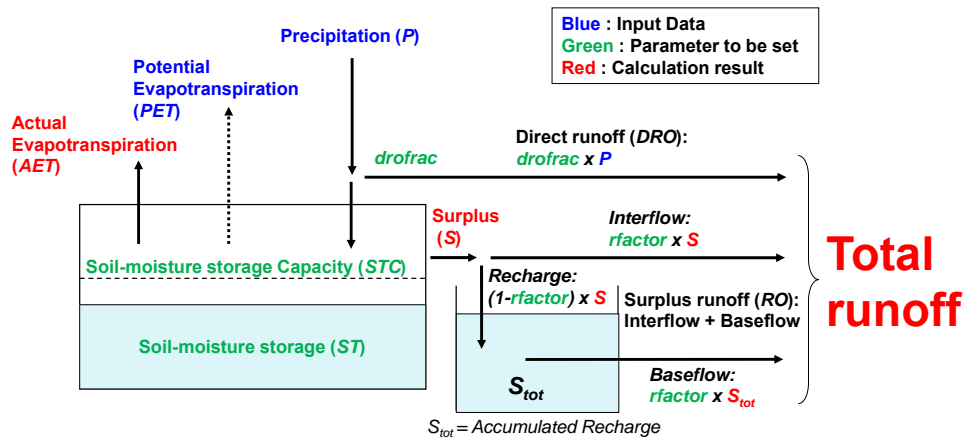 Precipitation (P)
Blue : Input Data
Green : Parameter to be set
Red : Calculation result
Potential
Evapotranspiration
(PET)
Actual
Evapotranspiration
(AET)
drofrac
Direct runoff (DRO):
drofrac x P
Surplus
(S)
Interflow:
rfactor x S
Soil-moisture storage Capacity (STC)
Recharge:
(1-rfactor) x S
Surplus runoff (RO):
Interflow + Baseflow
Total
runoff
Soil-moisture storage (ST)
Stot
Baseflow:
rfactor x Stot
Stot = Accumulated Recharge